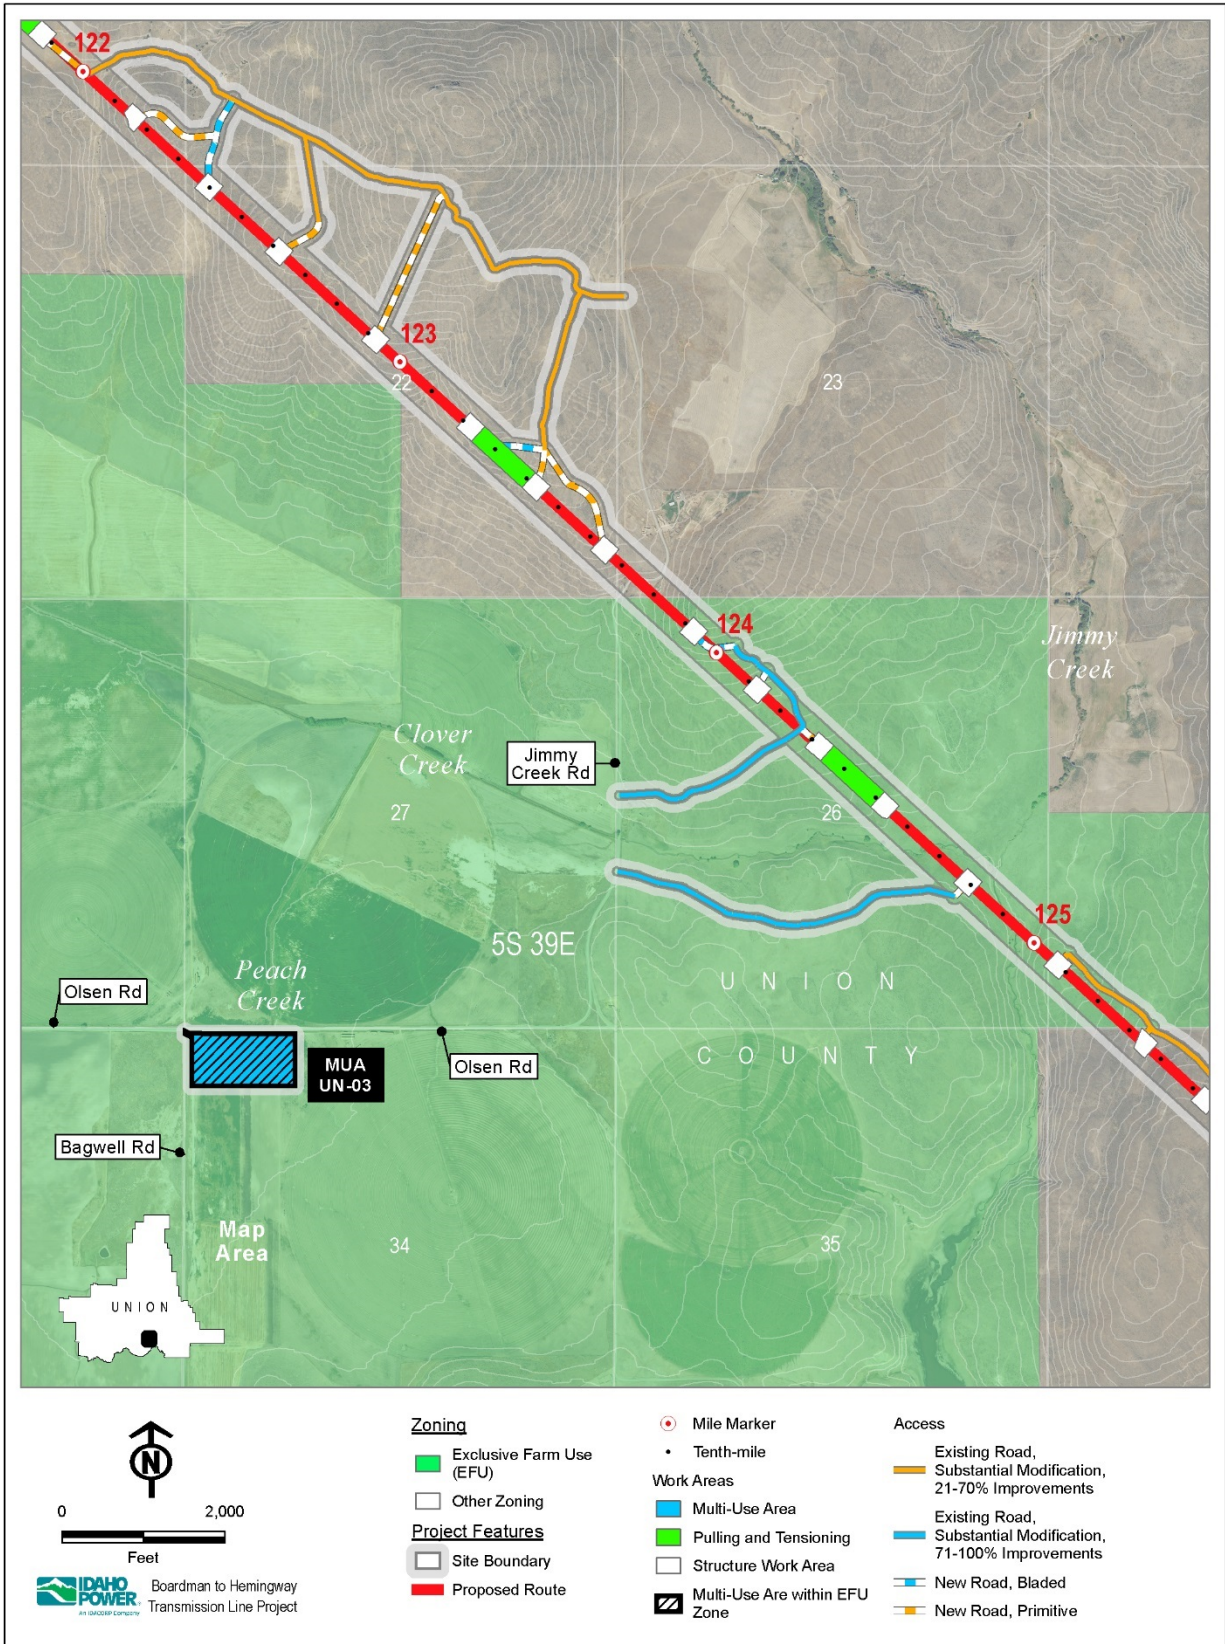 122
123
22
23
124
Jimmy
Creek
Clover
Creek
Jimmy
Creek Rd
27
26
125
5S 39E
UNION
COUNTY
Peach
Creek
Olsen Rd
Olsen Rd
MUA
UN-03
Bagwell Rd
Map
Area
UNION
34
35
N
0 2,000
Feet
IDAHO
POWER®
An IDACORP Company
Boardman to Hemingway
Transmission Line Project
Zoning
Exclusive Farm Use
(EFU)
Other Zoning
Project Features
Site Boundary
Proposed Route
Mile Marker
Tenth-mile
Work Areas
Multi-Use Area
Pulling and Tensioning
Structure Work Area
Multi-Use Are within EFU
Zone
Access
Existing Road,
Substantial Modification,
21-70% Improvements
Existing Road,
Substantial Modification,
71-100% Improvements
New Road, Bladed
New Road, Primitive